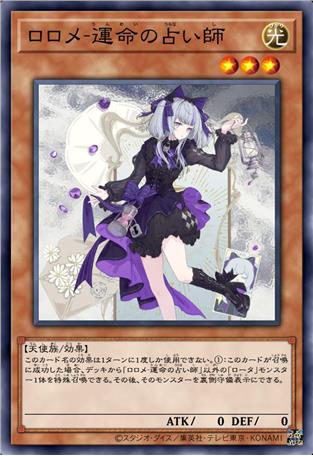 ロロメ-運命の占い師
光
【天使族/効果】
このカード名の効果は1ターンに1度しか使用できない。①:このカードが召喚
に成功した場合、デッキから「ロロメ-運命の占い師」以外の「ロータ」モンスタ
ー1体を特殊召喚できる。その後、そのモンスターを裏側守備表示にできる。
ATK/ 0 DEF/ 0
©スタジオ・ダイス/集英社・テレビ東京・KONAMI